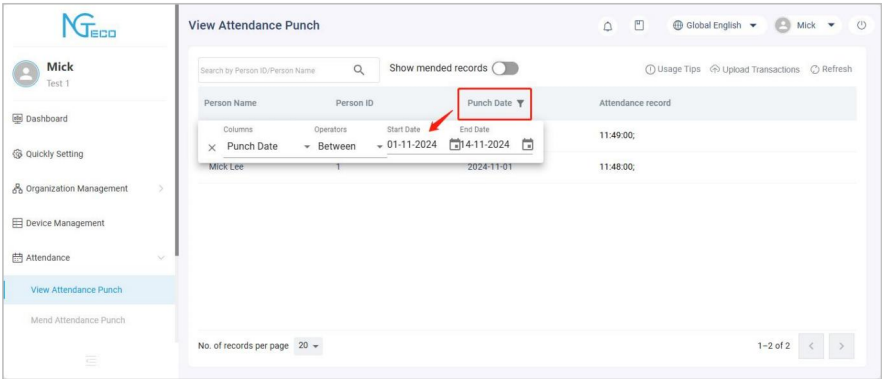 NGTeco
View Attendance Punch
Global English
Mick
Mick
Test 1
Search by Person ID/Person Name
Show mended records
Usage Tips
Upload Transactions
Refresh
Person Name
Person ID
Punch Date
Attendance record
Columns
Operators
Start Date
End Date
Punch Date
Between
01-11-2024
14-11-2024
11:49:00;
Mick Lee
1
2024-11-01
11:48:00;
Dashboard
Quickly Setting
Organization Management
Device Management
Attendance
View Attendance Punch
Mend Attendance Punch
No. of records per page 20
1–2 of 2